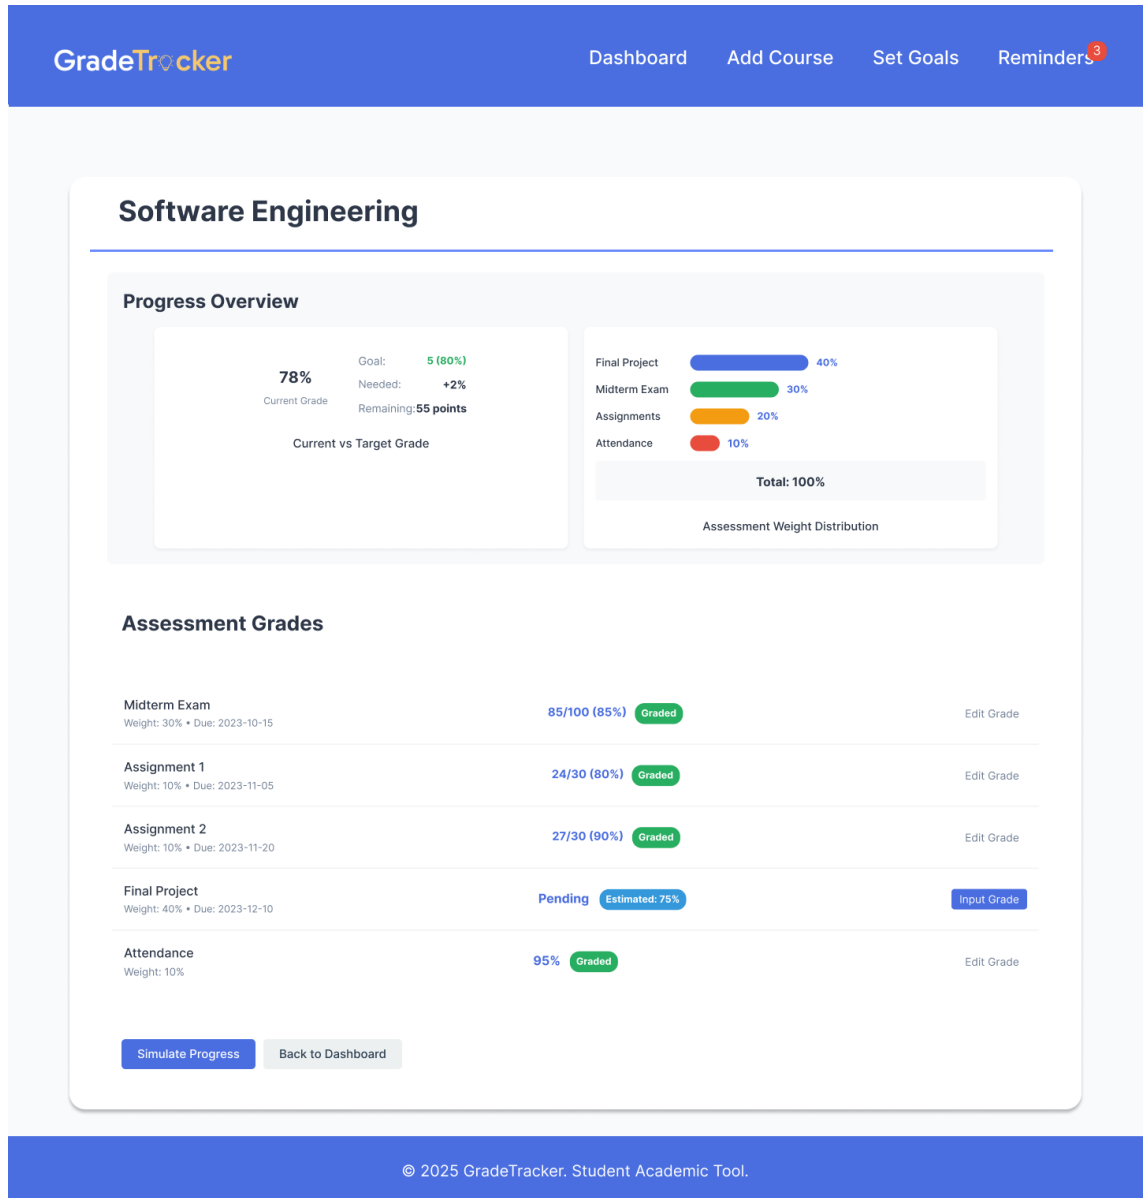 GradeTrocker
Dashboard Add Course Set Goals Reminders 3
Software Engineering
Progress Overview
78%
Current Grade
Goal: 5 (80%)
Needed: +2%
Remaining: 55 points
Current vs Target Grade
Final Project 40%
Midterm Exam 30%
Assignments 20%
Attendance 10%
Total: 100%
Assessment Weight Distribution
Assessment Grades
Midterm Exam
Weight: 30% • Due: 2023-10-15
85/100 (85%) Graded
Edit Grade
Assignment 1
Weight: 10% • Due: 2023-11-05
24/30 (80%) Graded
Edit Grade
Assignment 2
Weight: 10% • Due: 2023-11-20
27/30 (90%) Graded
Edit Grade
Final Project
Weight: 40% • Due: 2023-12-10
Pending Estimated: 75%
Input Grade
Attendance
Weight: 10%
95% Graded
Edit Grade
Simulate Progress Back to Dashboard
© 2025 GradeTracker. Student Academic Tool.